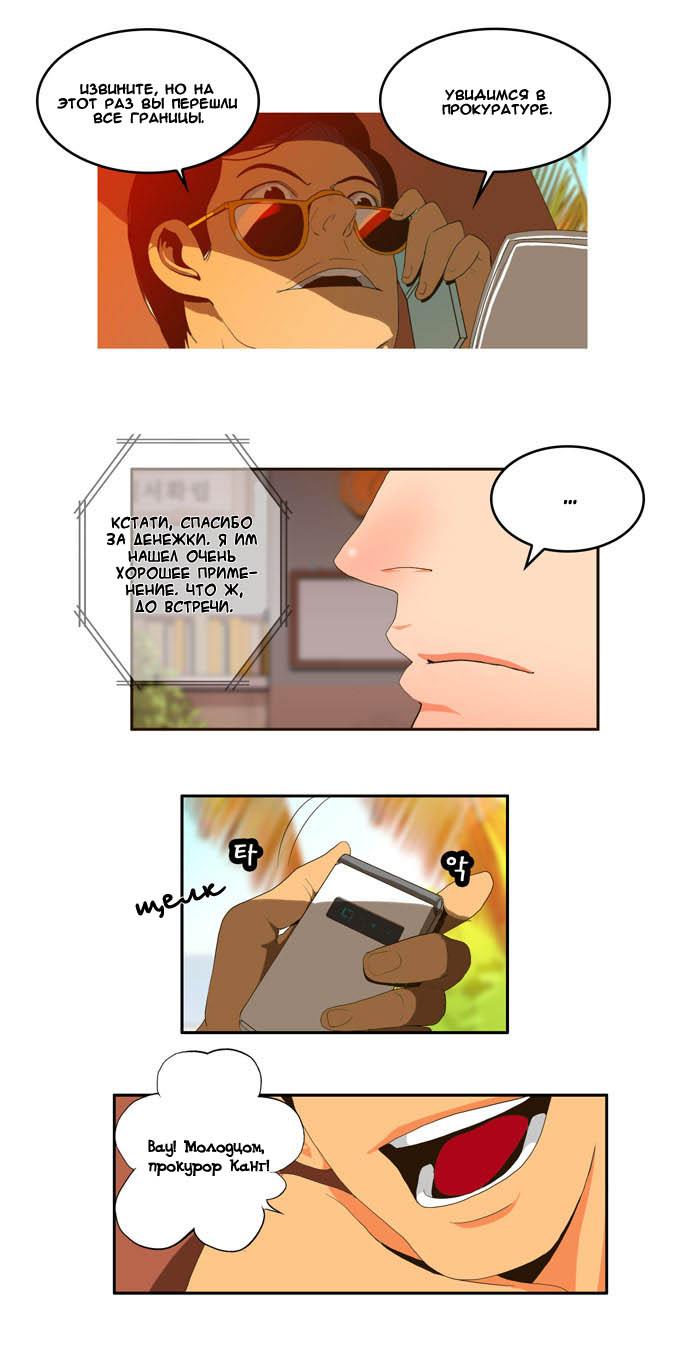 ИЗВИНИТЕ, НО НА
ЭТОТ РАЗ ВЫ ПЕРЕШЛИ
ВСЕ ГРАНИЦЫ.
УВИДИМСЯ В
ПРОКУРАТУРЕ.
КСТАТИ, СПАСИБО
ЗА ДЕНЕЖКИ. Я ИМ
НАШЕЛ ОЧЕНЬ
ХОРОШЕЕ ПРИМЕ-
НЕНИЕ. ЧТО Ж,
ДО ВСТРЕЧИ.
...
타
악
щелк
Вау! Молодцом,
прокурор Канг!